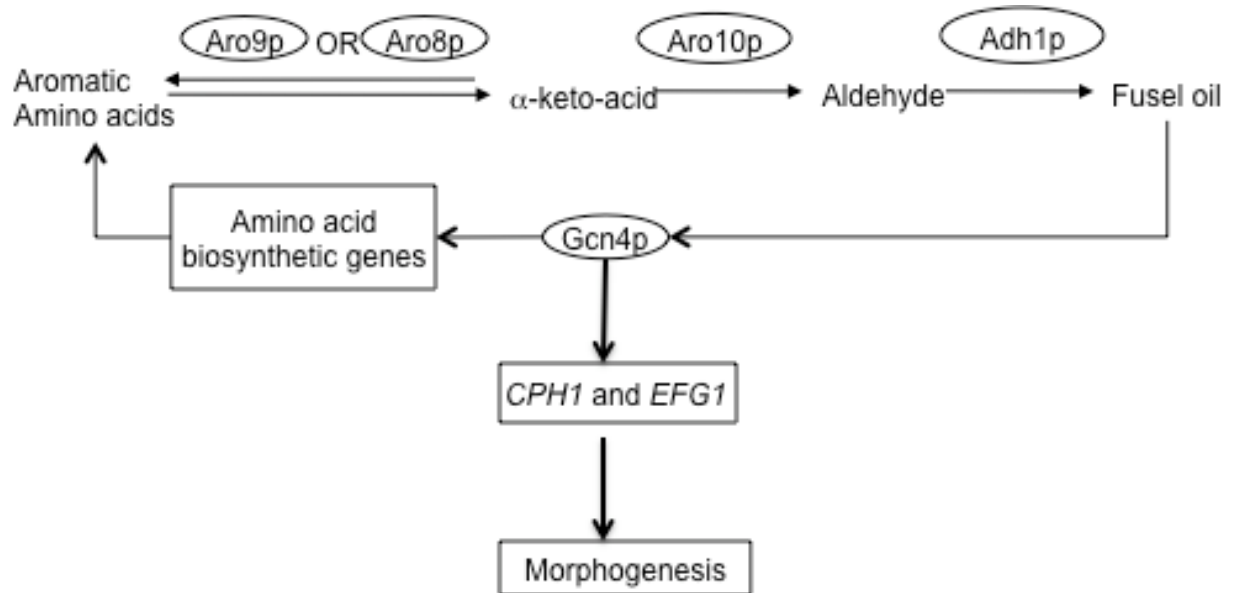 Aro9p OR Aro8p Aro10p Adh1p
Aromatic
Amino acids
α-keto-acid Aldehyde Fusel oil
Amino acid
biosynthetic genes
Gcn4p
CPH1 and EFG1
Morphogenesis